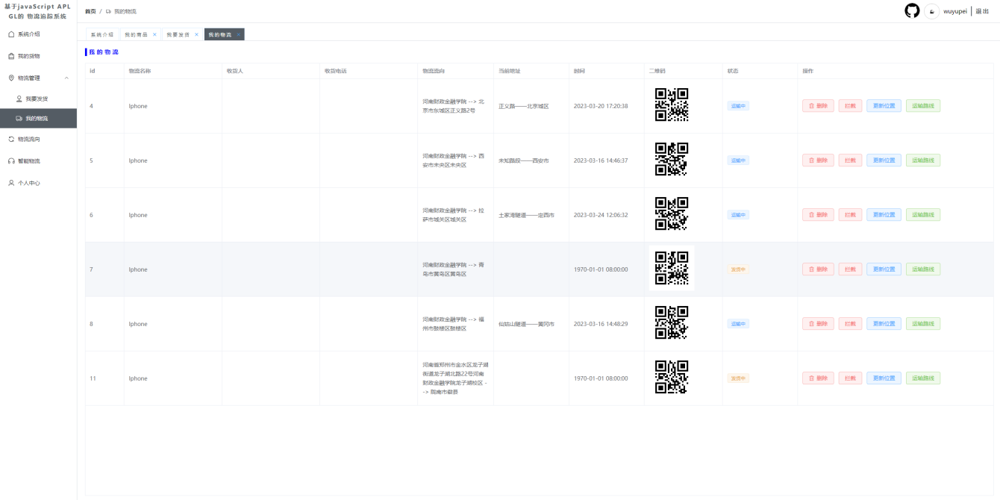 基于javaScript APL
GL的 物流追踪系统
首页 / 我的物流
wuyupei 退出
系统介绍
我的货物
物流管理
我要发货
我的物流
物流流向
智能物流
个人中心
系统介绍 我的商品 × 我要发货 × 我的物流 ×
我的物流
id 物流名称 收货人 收货电话 物流流向 当前地址 时间 二维码 状态 操作
4 Iphone 河南财政金融学院 --> 北 正义路——北京城区 2023-03-20 17:20:38 运输中 删除 拦截 更新位置 运输路线
京市东城区正义路2号
5 Iphone 河南财政金融学院 --> 西 未知路段——西安市 2023-03-16 14:46:37 运输中 删除 拦截 更新位置 运输路线
安市未央区未央区
6 Iphone 河南财政金融学院 --> 拉 土家湾隧道——定西市 2023-03-24 12:06:32 运输中 删除 拦截 更新位置 运输路线
萨市城关区城关区
7 Iphone 河南财政金融学院 --> 青 1970-01-01 08:00:00 发货中 删除 拦截 更新位置 运输路线
岛市黄岛区黄岛区
8 Iphone 河南财政金融学院 --> 福 仙姑山隧道——黄冈市 2023-03-16 14:48:29 运输中 删除 拦截 更新位置 运输路线
州市鼓楼区鼓楼区
11 Iphone 河南省郑州市金水区龙子湖 1970-01-01 08:00:00 发货中 删除 拦截 更新位置 运输路线
街道龙子湖北路22号河南
财政金融学院龙子湖校区 -
-> 陇南市徽县